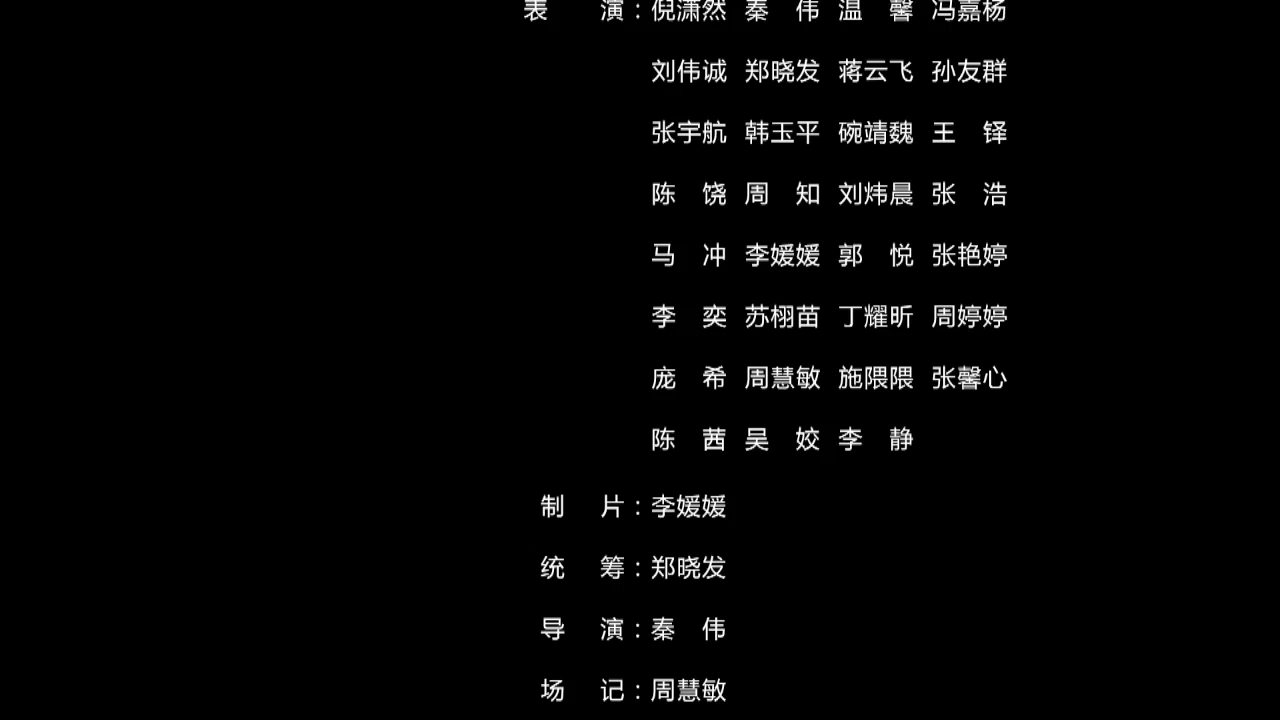 表 演：倪潇然 秦 伟 温 馨 冯嘉杨
刘伟诚 郑晓发 蒋云飞 孙友群
张宇航 韩玉平 碗靖魏 王 铎
陈 饶 周 知 刘炜晨 张 浩
马 冲 李媛媛 郭 悦 张艳婷
李 奕 苏栩苗 丁耀昕 周婷婷
庞 希 周慧敏 施隈隈 张馨心
陈 茜 吴 姣 李 静
制 片：李媛媛
统 筹：郑晓发
导 演：秦 伟
场 记：周慧敏